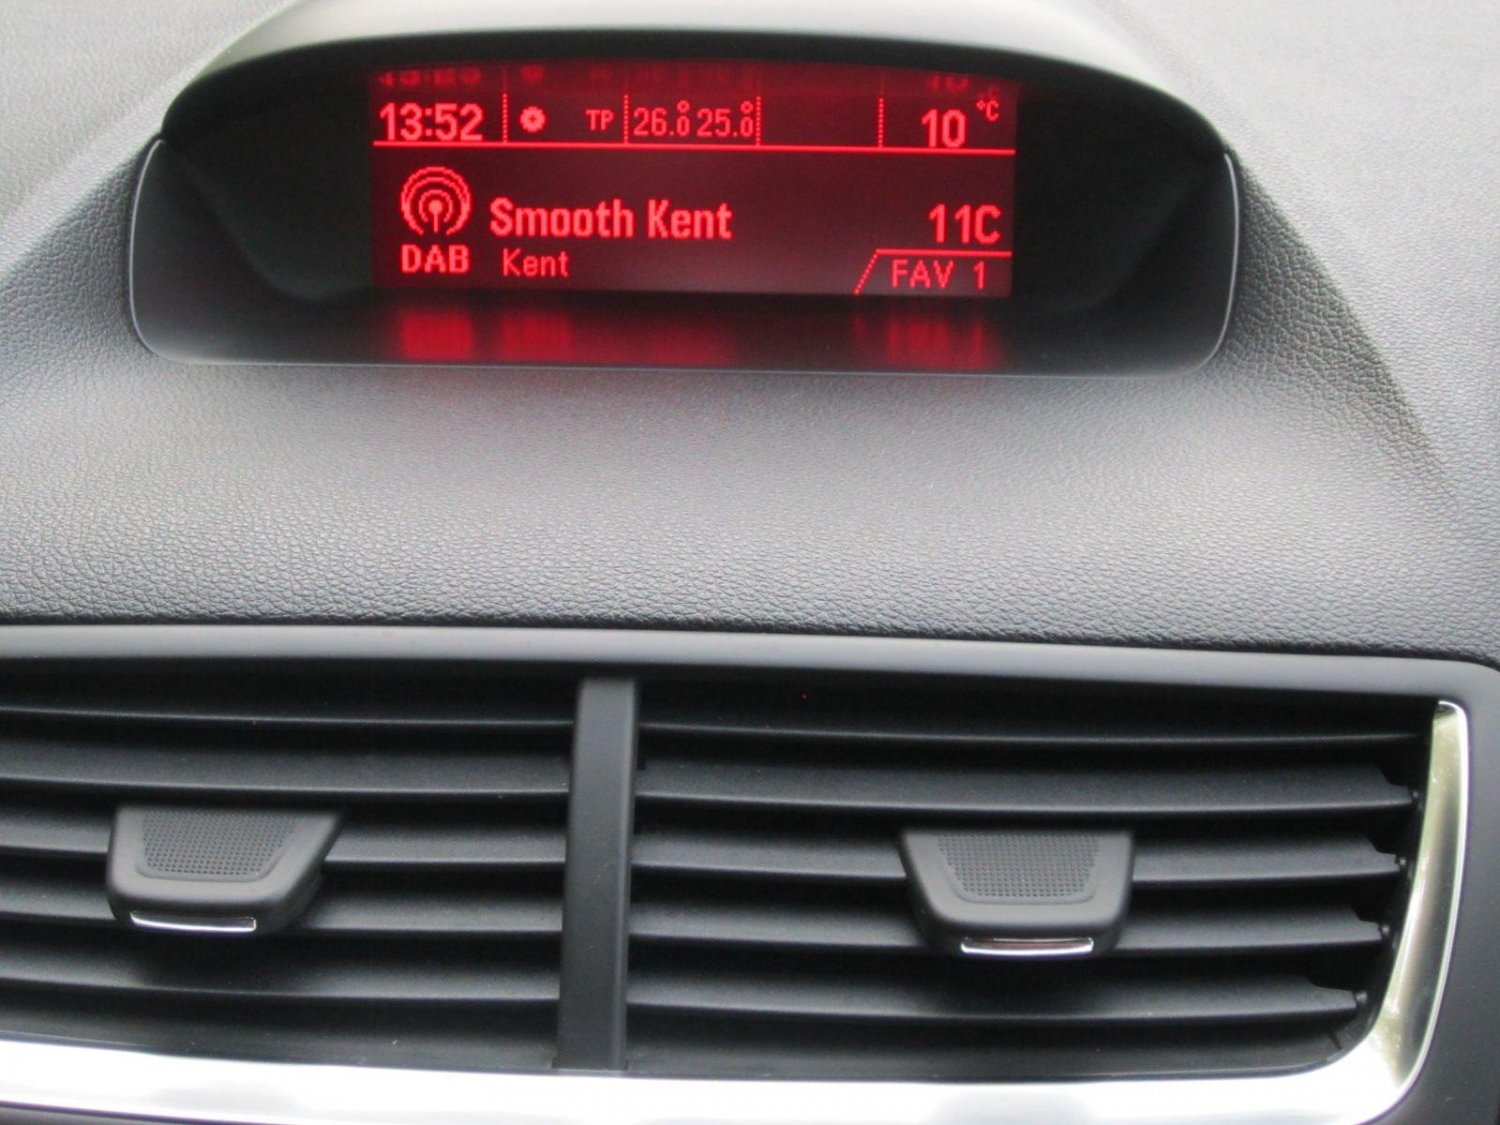 13:52 TP 26.0° 25.0° 10 °C
Smooth Kent 11C
DAB Kent FAV 1